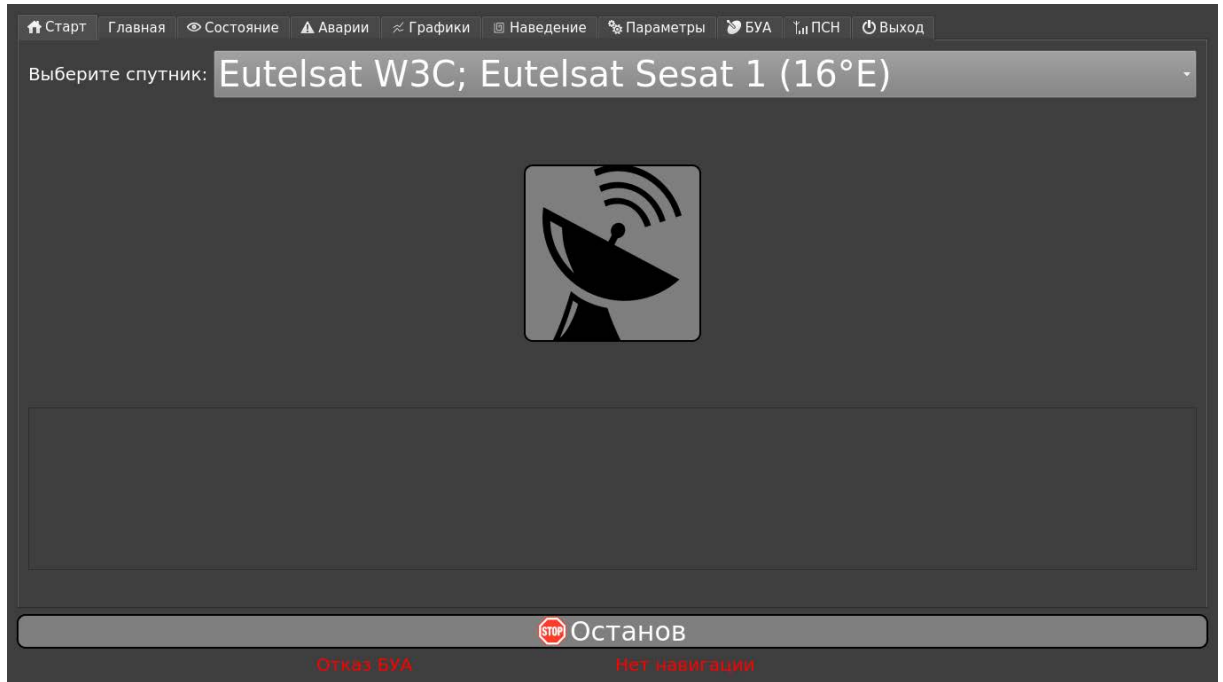 Старт Главная Состояние Аварии Графики Наведение Параметры БУА ПСН Выход
Выберите спутник: Eutelsat W3C; Eutelsat Sesat 1 (16°E)
STOP Останов
Отказ БУА Нет навигации